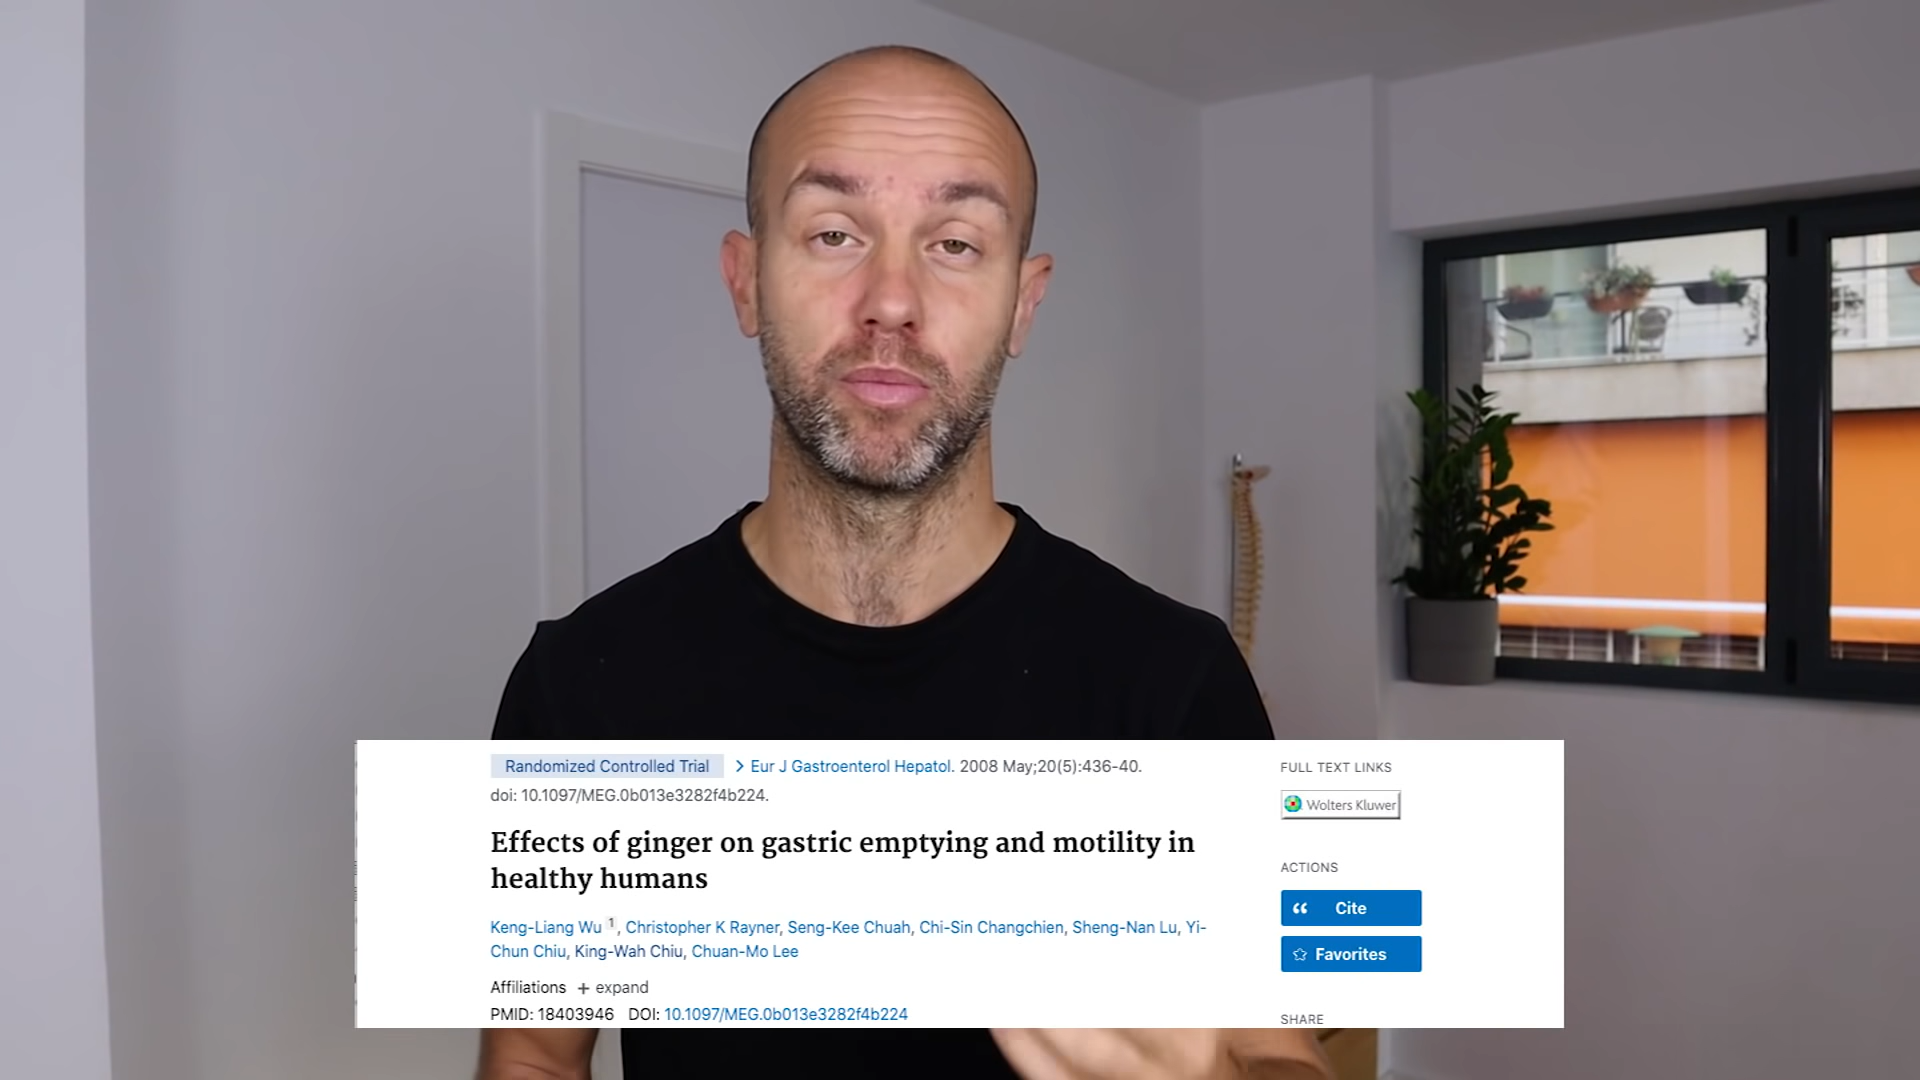 Randomized Controlled Trial > Eur J Gastroenterol Hepatol. 2008 May;20(5):436-40.
doi: 10.1097/MEG.0b013e3282f4b224.
Effects of ginger on gastric emptying and motility in
healthy humans
Keng-Liang Wu 1, Christopher K Rayner, Seng-Kee Chuah, Chi-Sin Changchien, Sheng-Nan Lu, Yi-
Chun Chiu, King-Wah Chiu, Chuan-Mo Lee
Affiliations + expand
PMID: 18403946 DOI: 10.1097/MEG.0b013e3282f4b224
FULL TEXT LINKS
Wolters Kluwer
ACTIONS
Cite
Favorites
SHARE